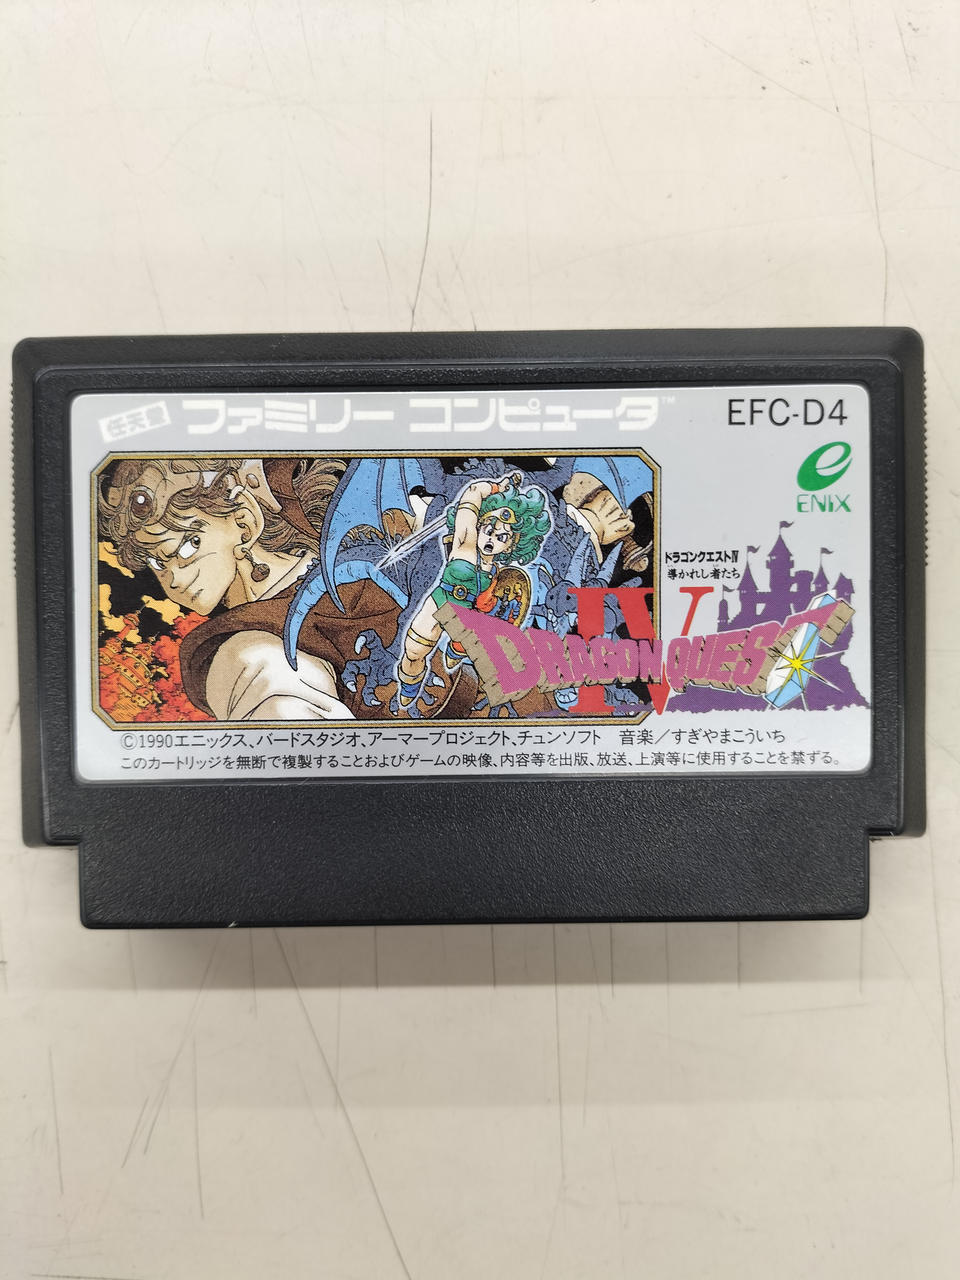 任天堂 ファミリー コンピュータ™
EFC-D4
e
ENIX
ドラゴンクエストIV
導かれし者たち
IV
DRAGON QUEST
©1990エニックス、バードスタジオ、アーマープロジェクト、チュンソフト 音楽/すぎやまこういち
このカートリッジを無断で複製することおよびゲームの映像、内容等を出版、放送、上演等に使用することを禁ずる。